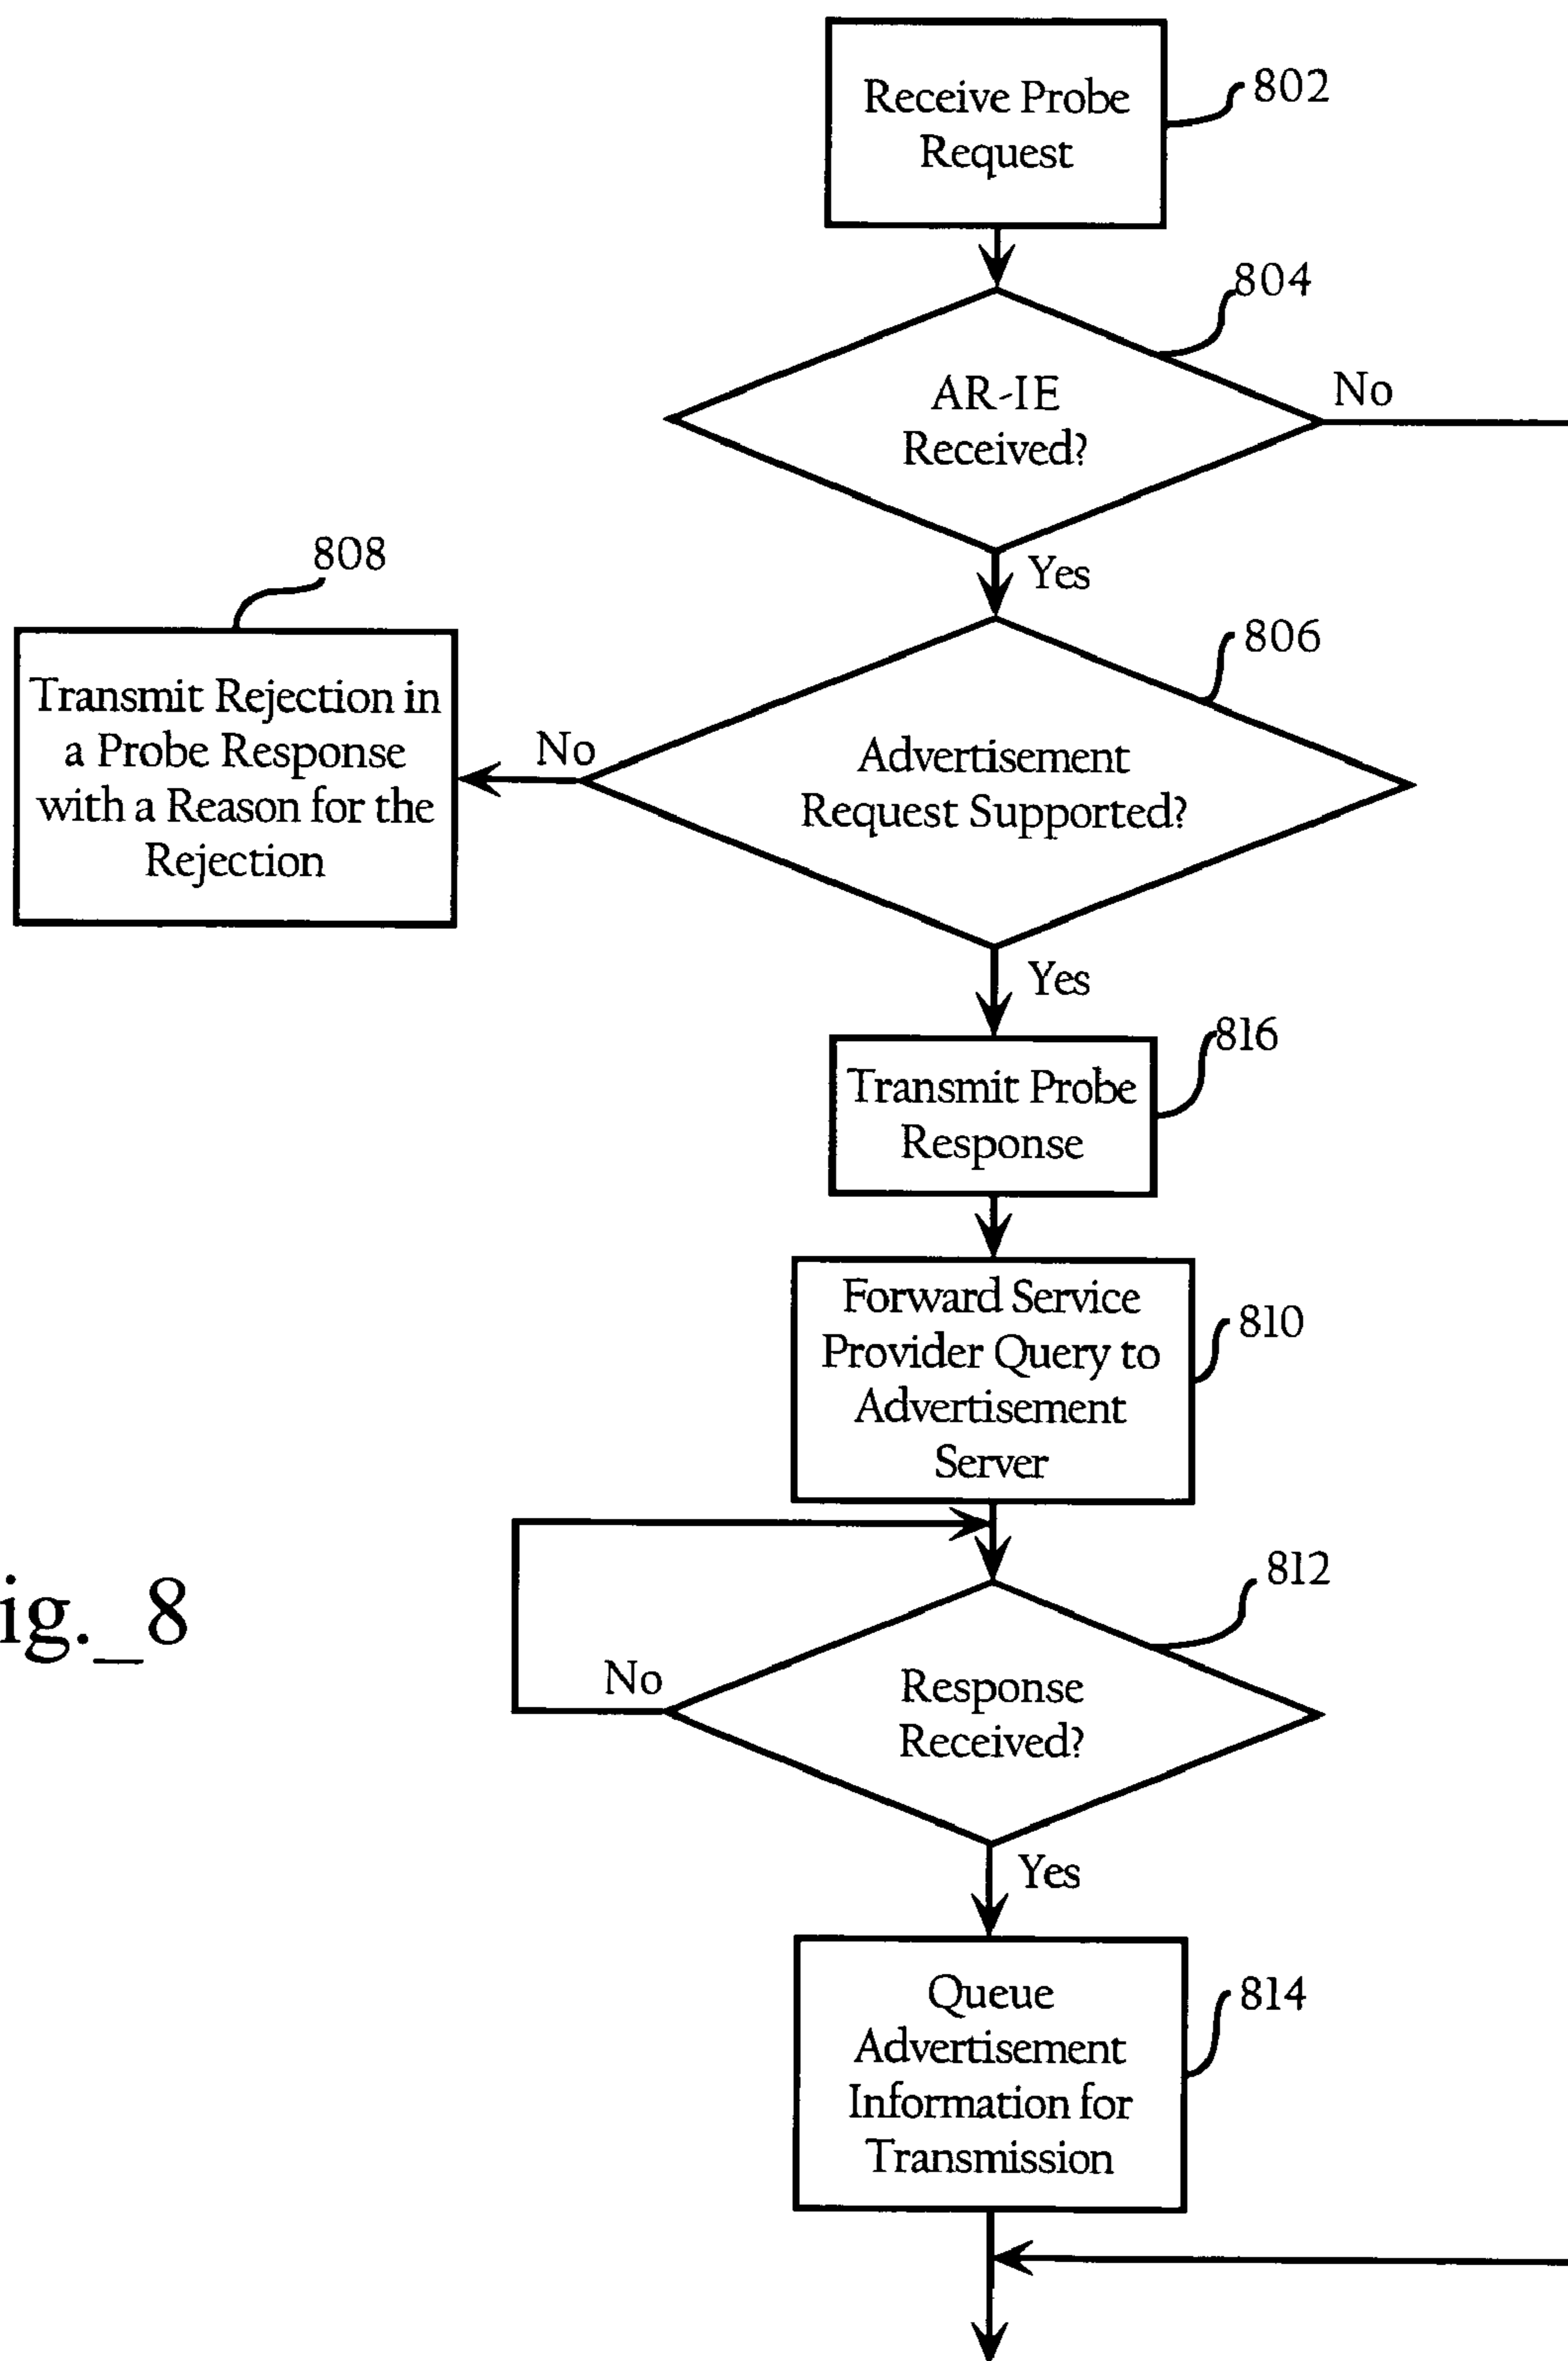 Receive Probe
Request
802
804
AR-IE
Received?
No
Yes
808
806
Transmit Rejection in
a Probe Response
with a Reason for the
Rejection
No
Advertisement
Request Supported?
Yes
816
Transmit Probe
Response
Forward Service
Provider Query to
Advertisement
Server
810
812
ig._8
No
Response
Received?
Yes
Queue
Advertisement
Information for
Transmission
814